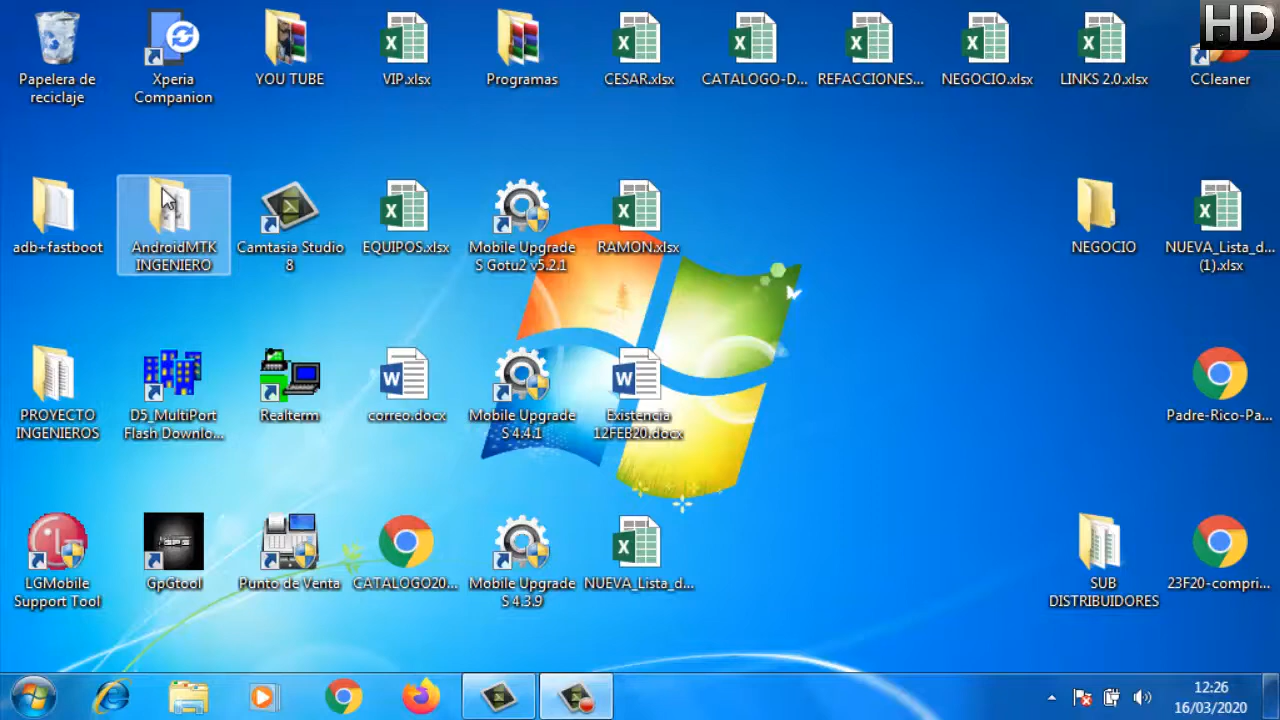 HD
Papelera de
reciclaje
Xperia
Companion
YOU TUBE
VIP.xlsx
Programas
CESAR.xlsx
CATALOGO-D...
REFACCIONES...
NEGOCIO.xlsx
LINKS 2.0.xlsx
CCleaner
adb+fastboot
AndroidMTK
INGENIERO
Camtasia Studio
8
EQUIPOS.xlsx
Mobile Upgrade
S Gotu2 v5.2.1
RAMON.xlsx
NEGOCIO
NUEVA_Lista_d...
(1).xlsx
PROYECTO
INGENIEROS
D5_MultiPort
Flash Downlo...
Realterm
correo.docx
Mobile Upgrade
S 4.4.1
Existencia
12FEB20.docx
Padre-Rico-Pa...
LGMobile
Support Tool
GpGtool
Punto de Venta
CATALOGO20...
Mobile Upgrade
S 4.3.9
NUEVA_Lista_d...
SUB
DISTRIBUIDORES
23F20-compri...
12:26
16/03/2020